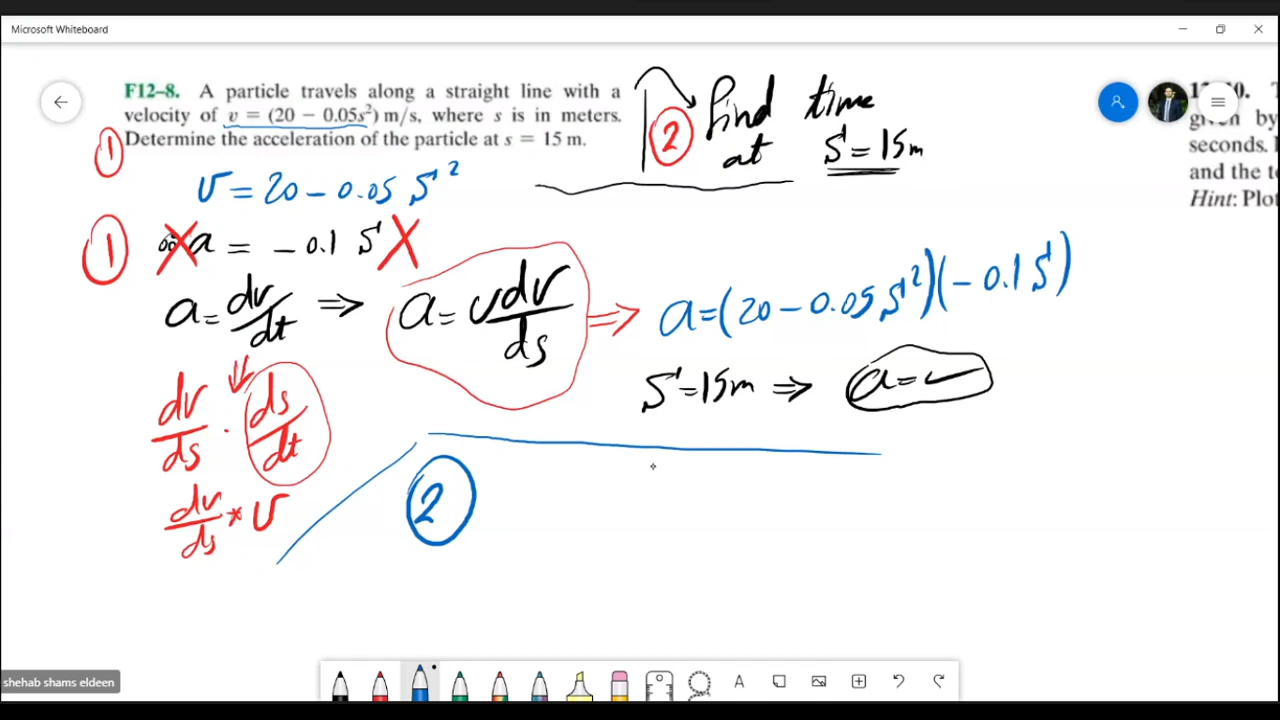 Microsoft Whiteboard
F12–8. A particle travels along a straight line with a
velocity of v = (20 − 0.05s²) m/s, where s is in meters.
Determine the acceleration of the particle at s = 15 m.
①
② Find time
at S = 15m
v = 20 − 0.05 S²
① ∴ a = − 0.1 S
a = dv/dt ⇒ a = v dv/ds ⇒ a = (20 − 0.05 S²)(− 0.1 S)
S = 15m ⇒ a = ✓
dv/ds · ds/dt
dv/ds * v
②
given by
seconds.
and the
Hint: Plot
shehab shams eldeen